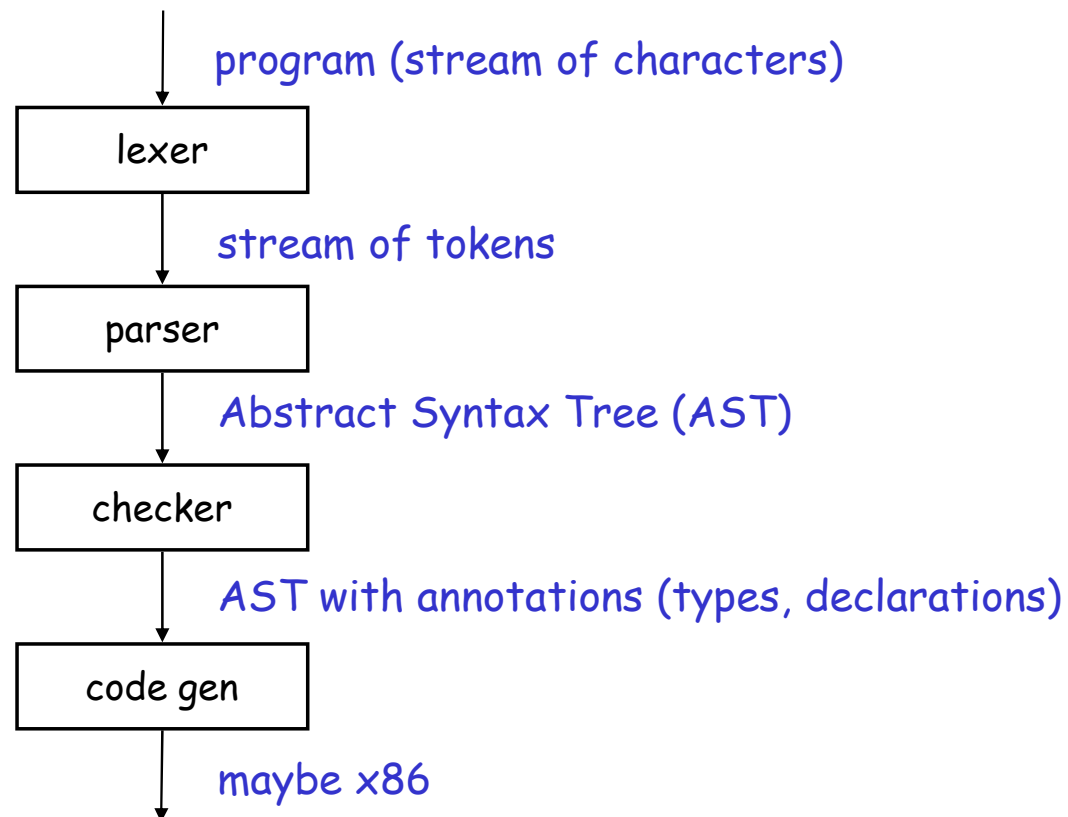 program (stream of characters)
lexer
stream of tokens
parser
Abstract Syntax Tree (AST)
checker
AST with annotations (types, declarations)
code gen
maybe x86